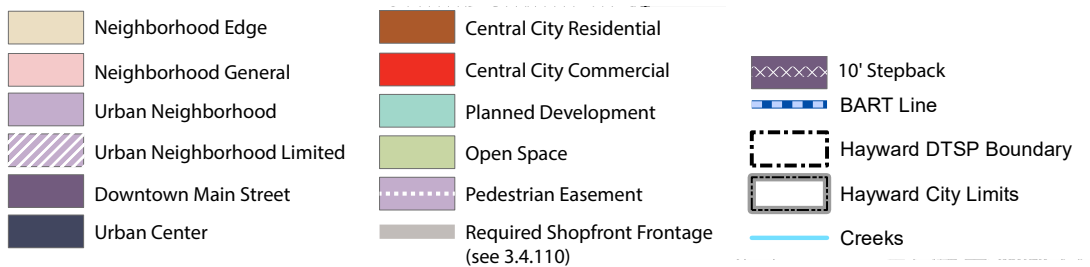 Neighborhood Edge
Neighborhood General
Urban Neighborhood
Urban Neighborhood Limited
Downtown Main Street
Urban Center
Central City Residential
Central City Commercial
Planned Development
Open Space
Pedestrian Easement
Required Shopfront Frontage
(see 3.4.110)
10' Stepback
BART Line
Hayward DTSP Boundary
Hayward City Limits
Creeks